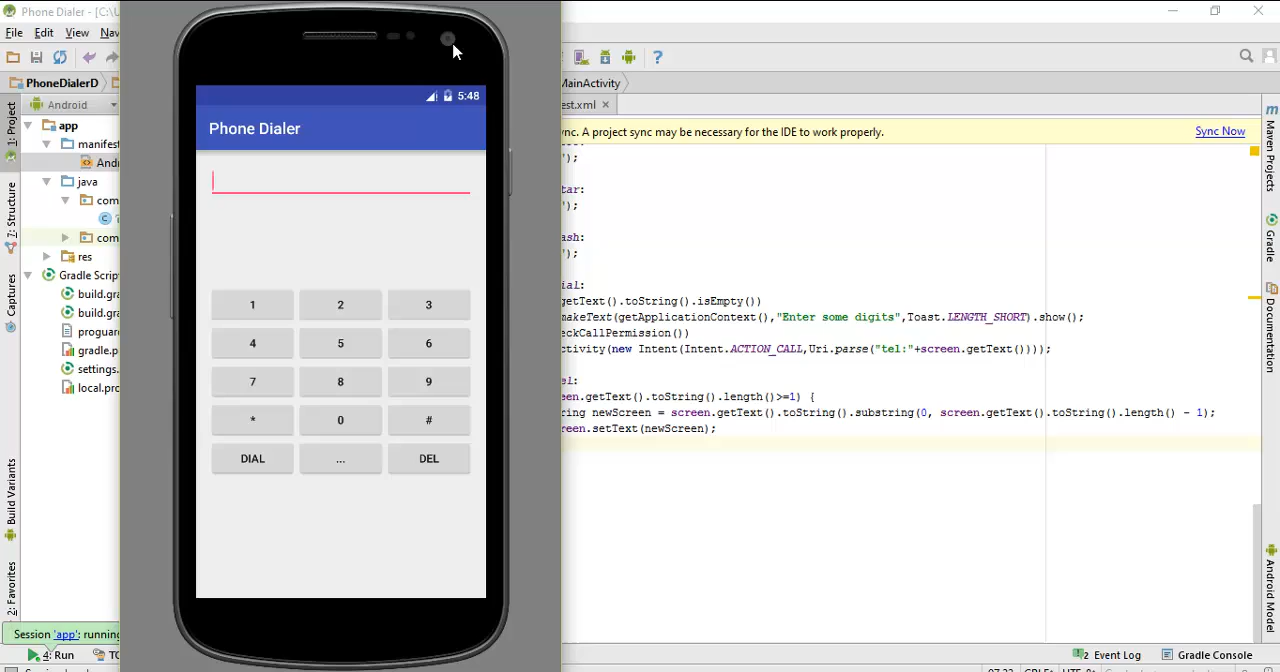 Phone Dialer - [C:\U
File Edit View Nav
PhoneDialerD
MainActivity
Android
est.xml
1: Project
app
manifest
Andr
java
com
com
res
Gradle Script
build.gra
build.gra
proguar
gradle.p
settings.
local.pro
7: Structure
Captures
Build Variants
2: Favorites
5:48
Phone Dialer
1 2 3
4 5 6
7 8 9
* 0 #
DIAL ... DEL
ync. A project sync may be necessary for the IDE to work properly. Sync Now
");
tar:
");
ash:
");
ial:
getText().toString().isEmpty())
makeText(getApplicationContext(),"Enter some digits",Toast.LENGTH_SHORT).show();
eckCallPermission())
ctivity(new Intent(Intent.ACTION_CALL,Uri.parse("tel:"+screen.getText())));
el:
een.getText().toString().length()>=1) {
ring newScreen = screen.getText().toString().substring(0, screen.getText().toString().length() - 1);
reen.setText(newScreen);
Maven Projects
Gradle
Documentation
Android Model
Session 'app': running
4: Run
TO
2 Event Log
Gradle Console